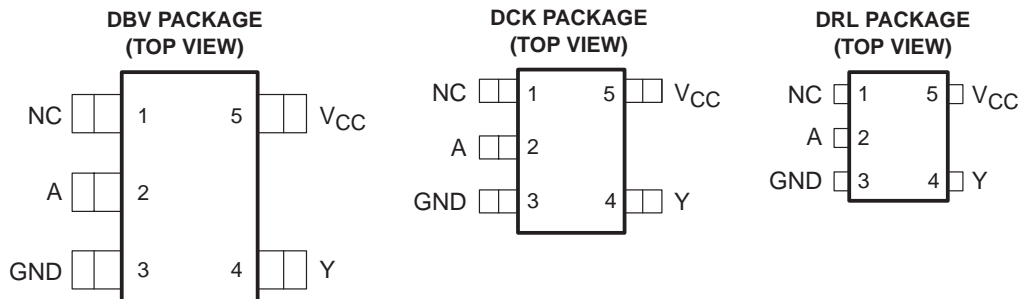 DBV PACKAGE
(TOP VIEW)
NC 1 5 VCC
A 2
GND 3 4 Y
DCK PACKAGE
(TOP VIEW)
NC 1 5 VCC
A 2
GND 3 4 Y
DRL PACKAGE
(TOP VIEW)
NC 1 5 VCC
A 2
GND 3 4 Y